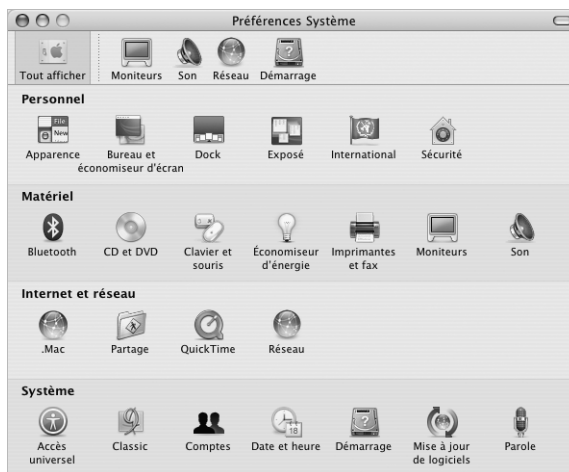 Préférences Système
Tout afficher Moniteurs Son Réseau Démarrage
Personnel
File
New
Apparence Bureau et économiseur d'écran Dock Exposé International Sécurité
Matériel
Bluetooth CD et DVD Clavier et souris Économiseur d'énergie Imprimantes et fax Moniteurs Son
Internet et réseau
.Mac Partage QuickTime Réseau
Système
18
Accès universel Classic Comptes Date et heure Démarrage Mise à jour de logiciels Parole